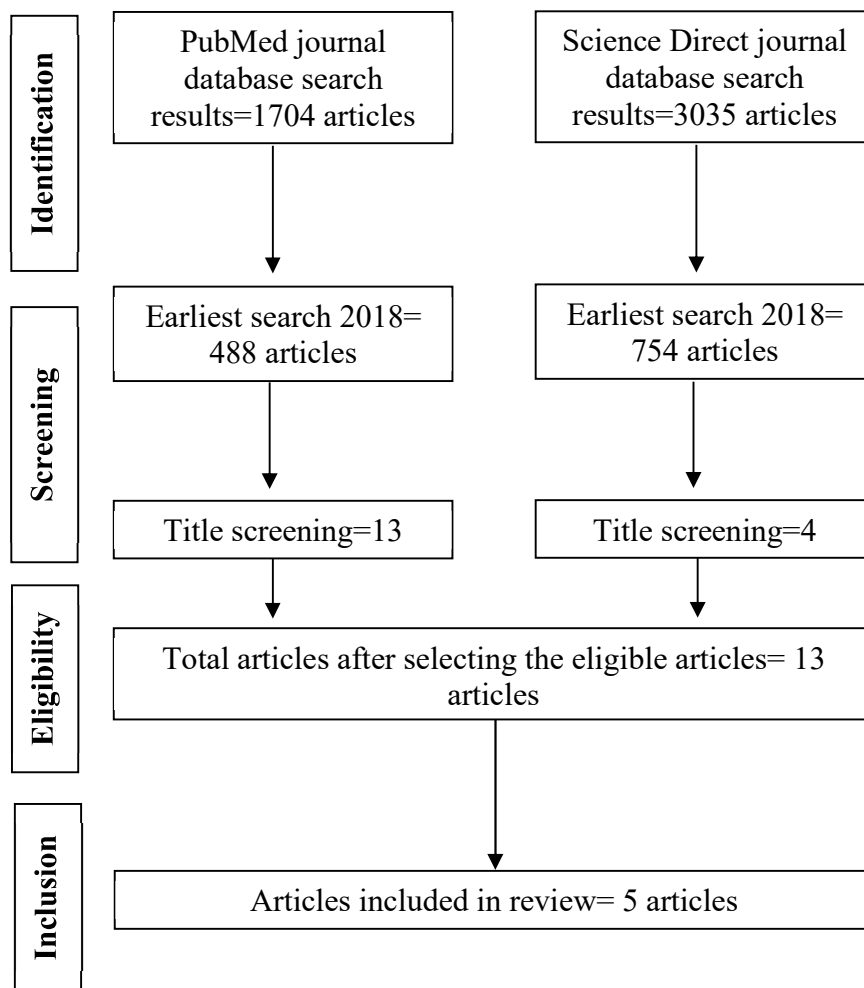 Identification
PubMed journal
database search
results=1704 articles
Science Direct journal
database search
results=3035 articles
Screening
Earliest search 2018=
488 articles
Earliest search 2018=
754 articles
Title screening=13
Title screening=4
Eligibility
Total articles after selecting the eligible articles= 13
articles
Inclusion
Articles included in review= 5 articles